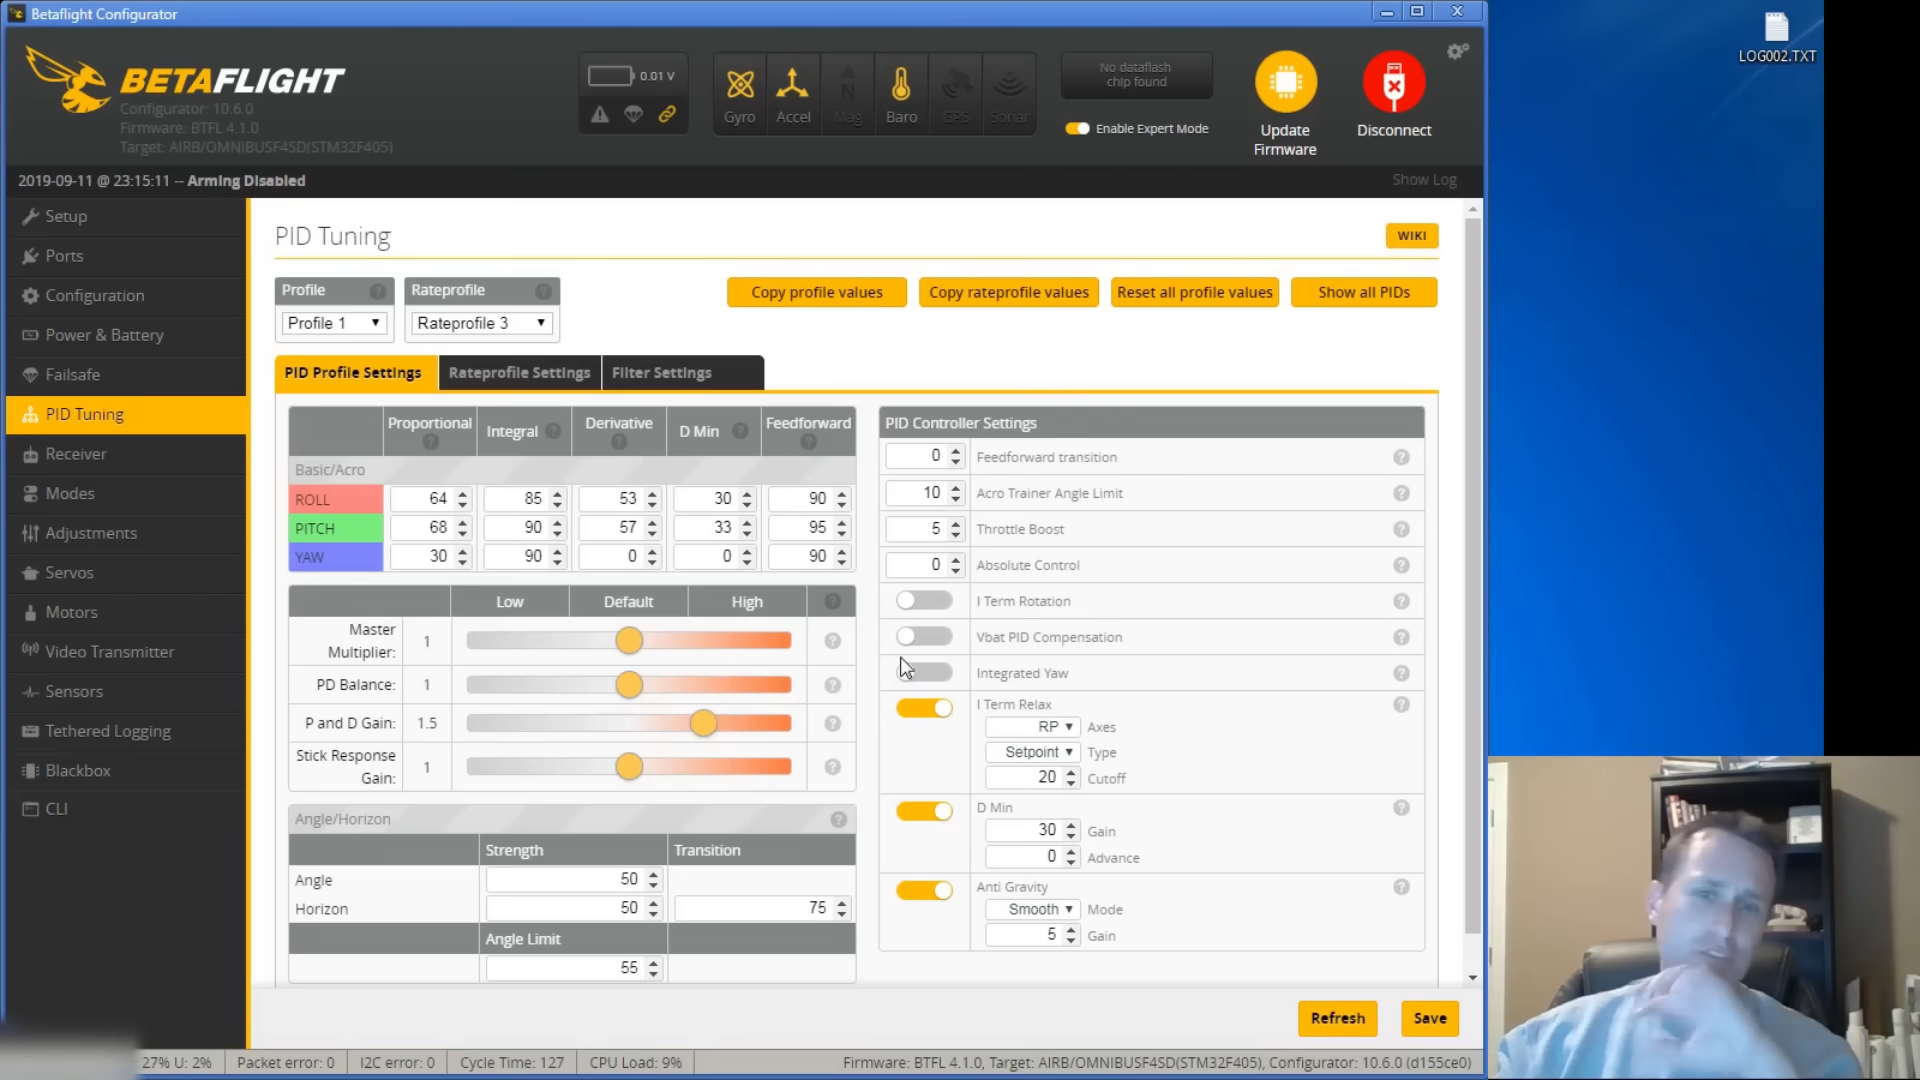 Betaflight Configurator
LOG002.TXT
BETAFLIGHT
Configurator: 10.6.0
Firmware: BTFL 4.1.0
Target: AIRB/OMNIBUSF4SD(STM32F405)
0.01 V
Gyro
Accel
Mag
Baro
GPS
Sonar
No dataflash
chip found
Enable Expert Mode
Update
Firmware
Disconnect
2019-09-11 @ 23:15:11 -- Arming Disabled
Show Log
Setup
Ports
Configuration
Power & Battery
Failsafe
PID Tuning
Receiver
Modes
Adjustments
Servos
Motors
Video Transmitter
Sensors
Tethered Logging
Blackbox
CLI
PID Tuning
WIKI
Profile
Profile 1
Rateprofile
Rateprofile 3
Copy profile values
Copy rateprofile values
Reset all profile values
Show all PIDs
PID Profile Settings
Rateprofile Settings
Filter Settings
Proportional Integral Derivative D Min Feedforward
Basic/Acro
ROLL 64 85 53 30 90
PITCH 68 90 57 33 95
YAW 30 90 0 0 90
Low Default High
Master
Multiplier: 1
PD Balance: 1
P and D Gain: 1.5
Stick Response
Gain: 1
Angle/Horizon
Strength Transition
Angle 50
Horizon 50 75
Angle Limit
55
PID Controller Settings
0 Feedforward transition
10 Acro Trainer Angle Limit
5 Throttle Boost
0 Absolute Control
I Term Rotation
Vbat PID Compensation
Integrated Yaw
I Term Relax
RP Axes
Setpoint Type
20 Cutoff
D Min
30 Gain
0 Advance
Anti Gravity
Smooth Mode
5 Gain
Refresh
Save
: 27% U: 2%
Packet error: 0
I2C error: 0
Cycle Time: 127
CPU Load: 9%
Firmware: BTFL 4.1.0, Target: AIRB/OMNIBUSF4SD(STM32F405), Configurator: 10.6.0 (d155ce0)